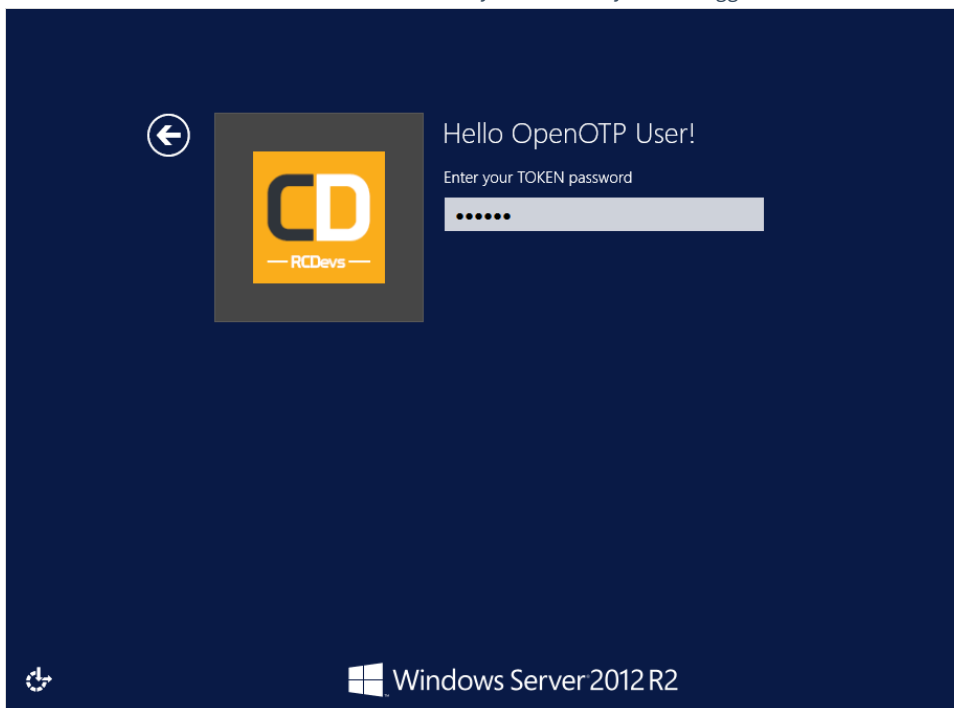 Hello OpenOTP User!
Enter your TOKEN password
••••••
CD
RCDevs
Windows Server 2012 R2